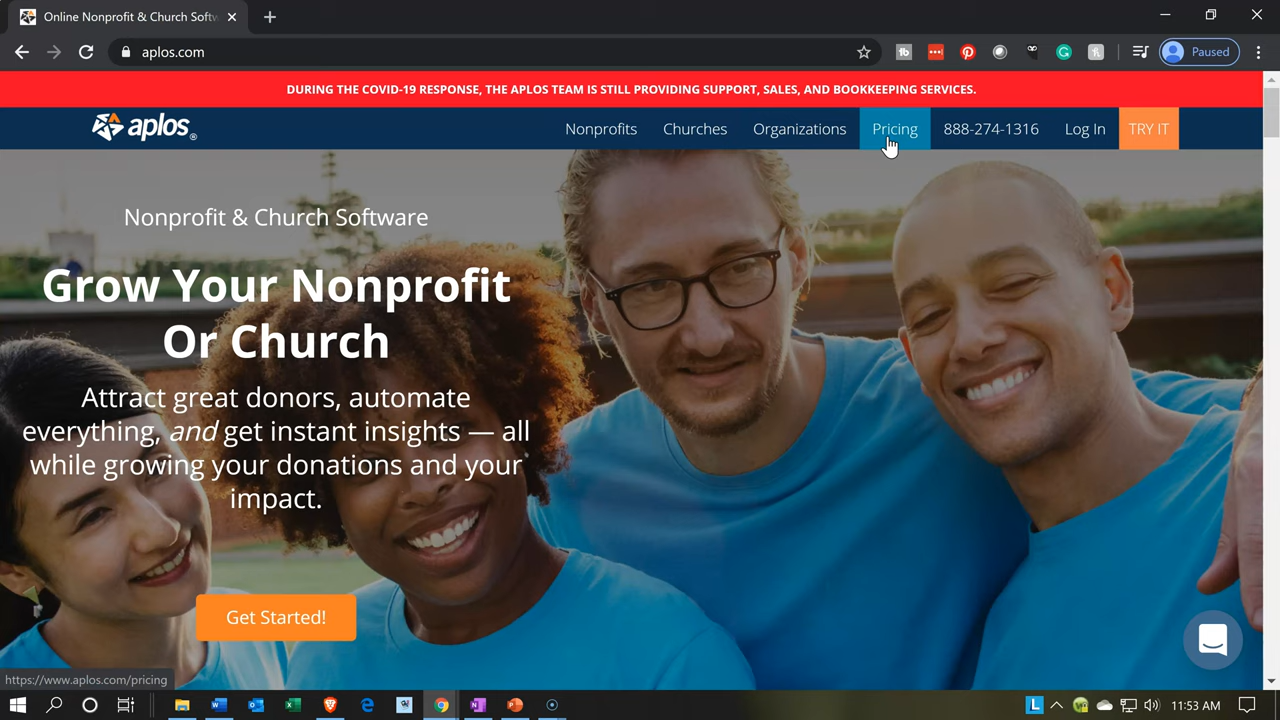 Online Nonprofit & Church Softw
aplos.com
Paused
DURING THE COVID-19 RESPONSE, THE APLOS TEAM IS STILL PROVIDING SUPPORT, SALES, AND BOOKKEEPING SERVICES.
aplos
Nonprofits
Churches
Organizations
Pricing
888-274-1316
Log In
TRY IT
Nonprofit & Church Software
Grow Your Nonprofit
Or Church
Attract great donors, automate
everything, and get instant insights — all
while growing your donations and your
impact.
Get Started!
https://www.aplos.com/pricing
11:53 AM